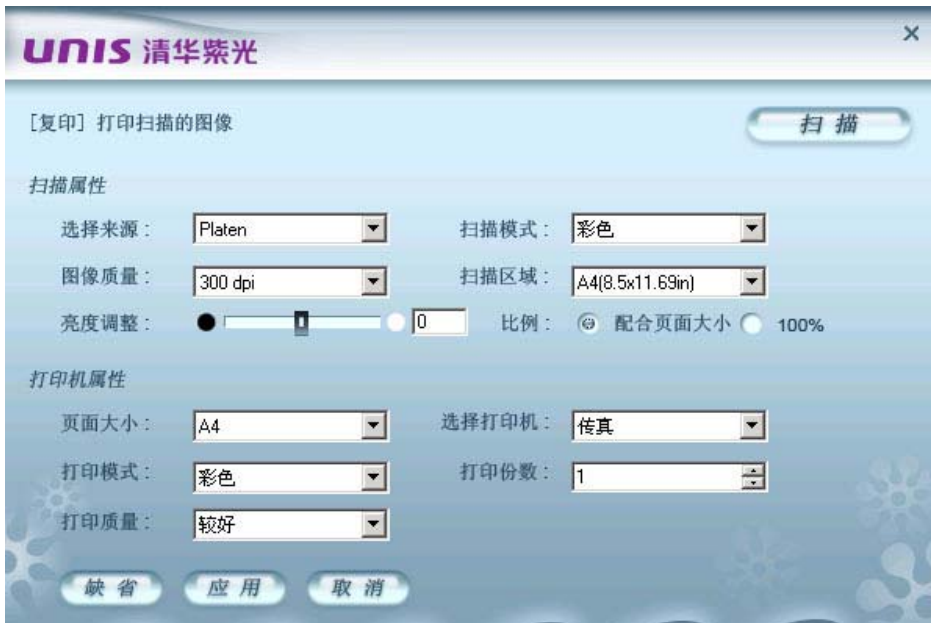 UNIS 清华紫光
×
[复印] 打印扫描的图像
扫 描
扫描属性
选择来源： Platen 扫描模式： 彩色
图像质量： 300 dpi 扫描区域： A4(8.5x11.69in)
亮度调整： 0 比例： 配合页面大小 100%
打印机属性
页面大小： A4 选择打印机： 传真
打印模式： 彩色 打印份数： 1
打印质量： 较好
缺 省 应 用 取 消